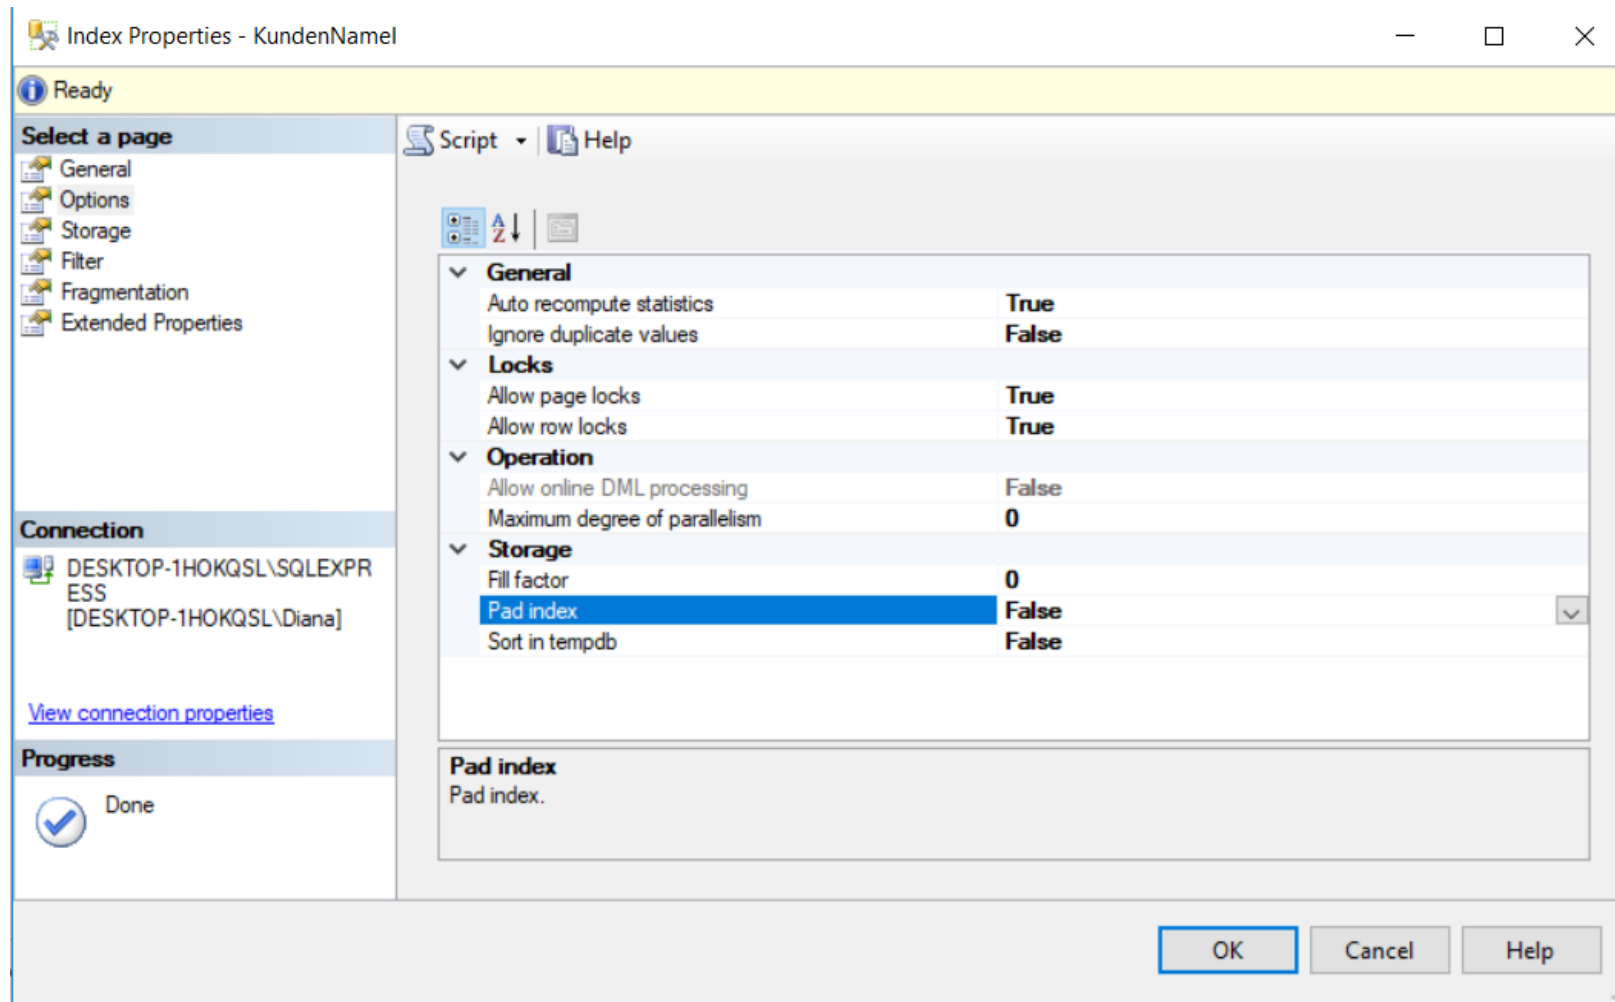 Index Properties - KundenNameI
Ready
Select a page
General
Options
Storage
Filter
Fragmentation
Extended Properties
Connection
DESKTOP-1HOKQSL\SQLEXPR
ESS
[DESKTOP-1HOKQSL\Diana]
View connection properties
Progress
Done
Script
Help
General
Auto recompute statistics True
Ignore duplicate values False
Locks
Allow page locks True
Allow row locks True
Operation
Allow online DML processing False
Maximum degree of parallelism 0
Storage
Fill factor 0
Pad index False
Sort in tempdb False
Pad index
Pad index.
OK Cancel Help